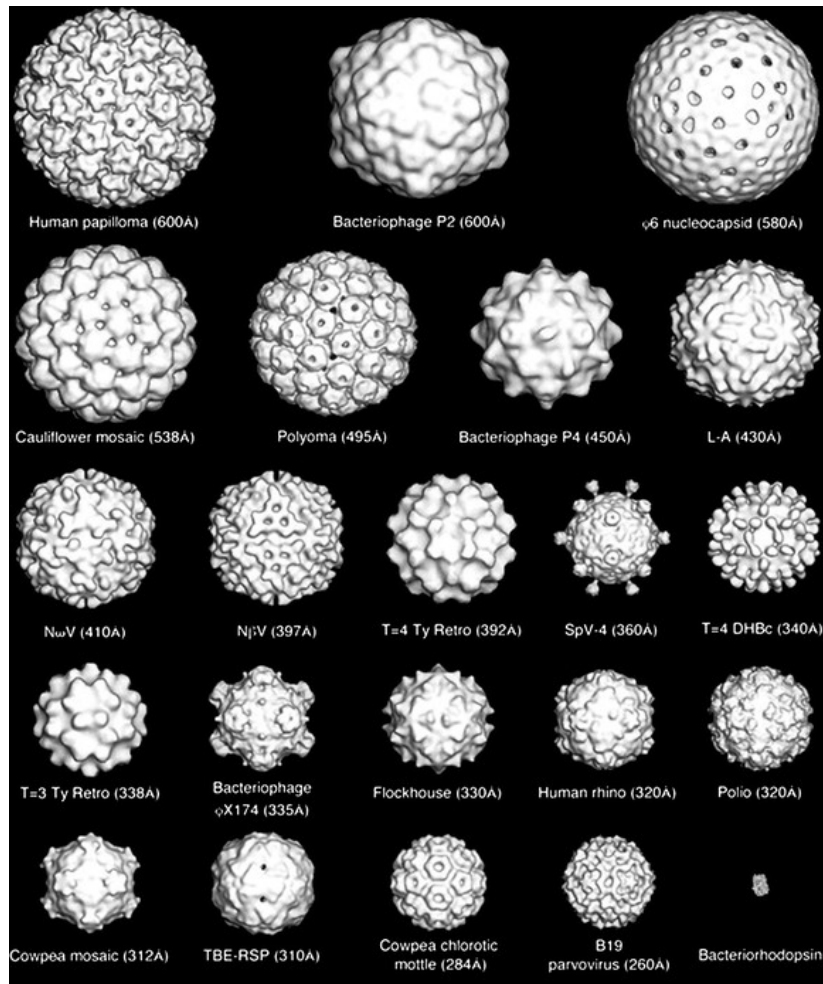 Human papilloma (600Å)
Bacteriophage P2 (600Å)
φ6 nucleocapsid (580Å)
Cauliflower mosaic (538Å)
Polyoma (495Å)
Bacteriophage P4 (450Å)
L-A (430Å)
NωV (410Å)
NβV (397Å)
T=4 Ty Retro (392Å)
SpV-4 (360Å)
T=4 DHBc (340Å)
T=3 Ty Retro (338Å)
Bacteriophage
φX174 (335Å)
Flockhouse (330Å)
Human rhino (320Å)
Polio (320Å)
Cowpea mosaic (312Å)
TBE-RSP (310Å)
Cowpea chlorotic
mottle (284Å)
B19
parvovirus (260Å)
Bacteriorhodopsin